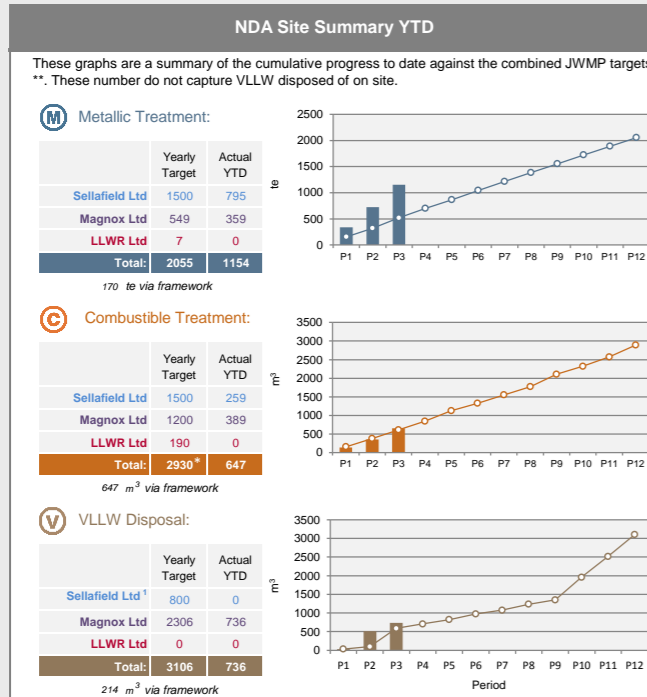 NDA Site Summary YTD
These graphs are a summary of the cumulative progress to date against the combined JWMP targets
**. These number do not capture VLLW disposed of on site.
M Metallic Treatment:
Yearly Target Actual YTD
Sellafield Ltd 1500 795
Magnox Ltd 549 359
LLWR Ltd 7 0
Total: 2055 1154
170 te via framework
te
2500
2000
1500
1000
500
0
P1 P2 P3 P4 P5 P6 P7 P8 P9 P10 P11 P12
C Combustible Treatment:
Yearly Target Actual YTD
Sellafield Ltd 1500 259
Magnox Ltd 1200 389
LLWR Ltd 190 0
Total: 2930* 647
647 m³ via framework
m³
3500
3000
2500
2000
1500
1000
500
0
P1 P2 P3 P4 P5 P6 P7 P8 P9 P10 P11 P12
V VLLW Disposal:
Yearly Target Actual YTD
Sellafield Ltd ¹ 800 0
Magnox Ltd 2306 736
LLWR Ltd 0 0
Total: 3106 736
214 m³ via framework
m³
3500
3000
2500
2000
1500
1000
500
0
P1 P2 P3 P4 P5 P6 P7 P8 P9 P10 P11 P12
Period